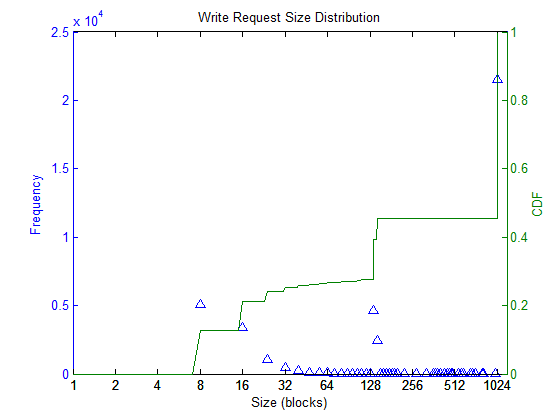 Write Request Size Distribution
x 10^4
2.5
2
1.5
1
0.5
0
1
0.8
0.6
0.4
0.2
0
1 2 4 8 16 32 64 128 256 512 1024
Size (blocks)
Frequency
CDF